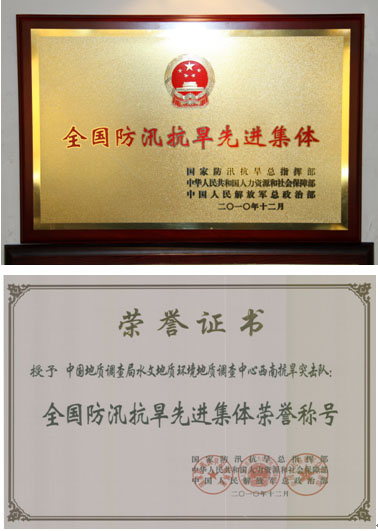 全国防汛抗旱先进集体
国家防汛抗旱总指挥部
中华人民共和国人力资源和社会保障部
中国人民解放军总政治部
二〇一〇年十二月
荣誉证书
授予 中国地质调查局水文地质环境地质调查中心西南抗旱突击队:
全国防汛抗旱先进集体荣誉称号
国家防汛抗旱总指挥部
中华人民共和国人力资源和社会保障部
中国人民解放军总政治部
二〇一〇年十二月